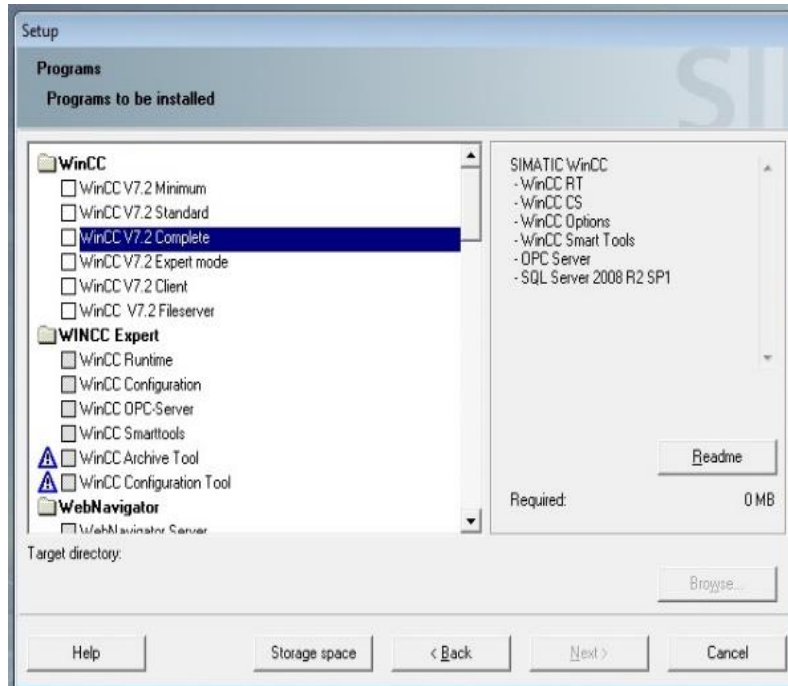 Setup
Programs
Programs to be installed
SI
WinCC
WinCC V7.2 Minimum
WinCC V7.2 Standard
WinCC V7.2 Complete
WinCC V7.2 Expert mode
WinCC V7.2 Client
WinCC V7.2 Fileserver
WINCC Expert
WinCC Runtime
WinCC Configuration
WinCC OPC-Server
WinCC Smarttools
WinCC Archive Tool
WinCC Configuration Tool
WebNavigator
WebNavigator Server
SIMATIC WinCC
- WinCC RT
- WinCC CS
- WinCC Options
- WinCC Smart Tools
- OPC Server
- SQL Server 2008 R2 SP1
Readme
Required: 0 MB
Target directory:
Browse...
Help Storage space < Back Next > Cancel